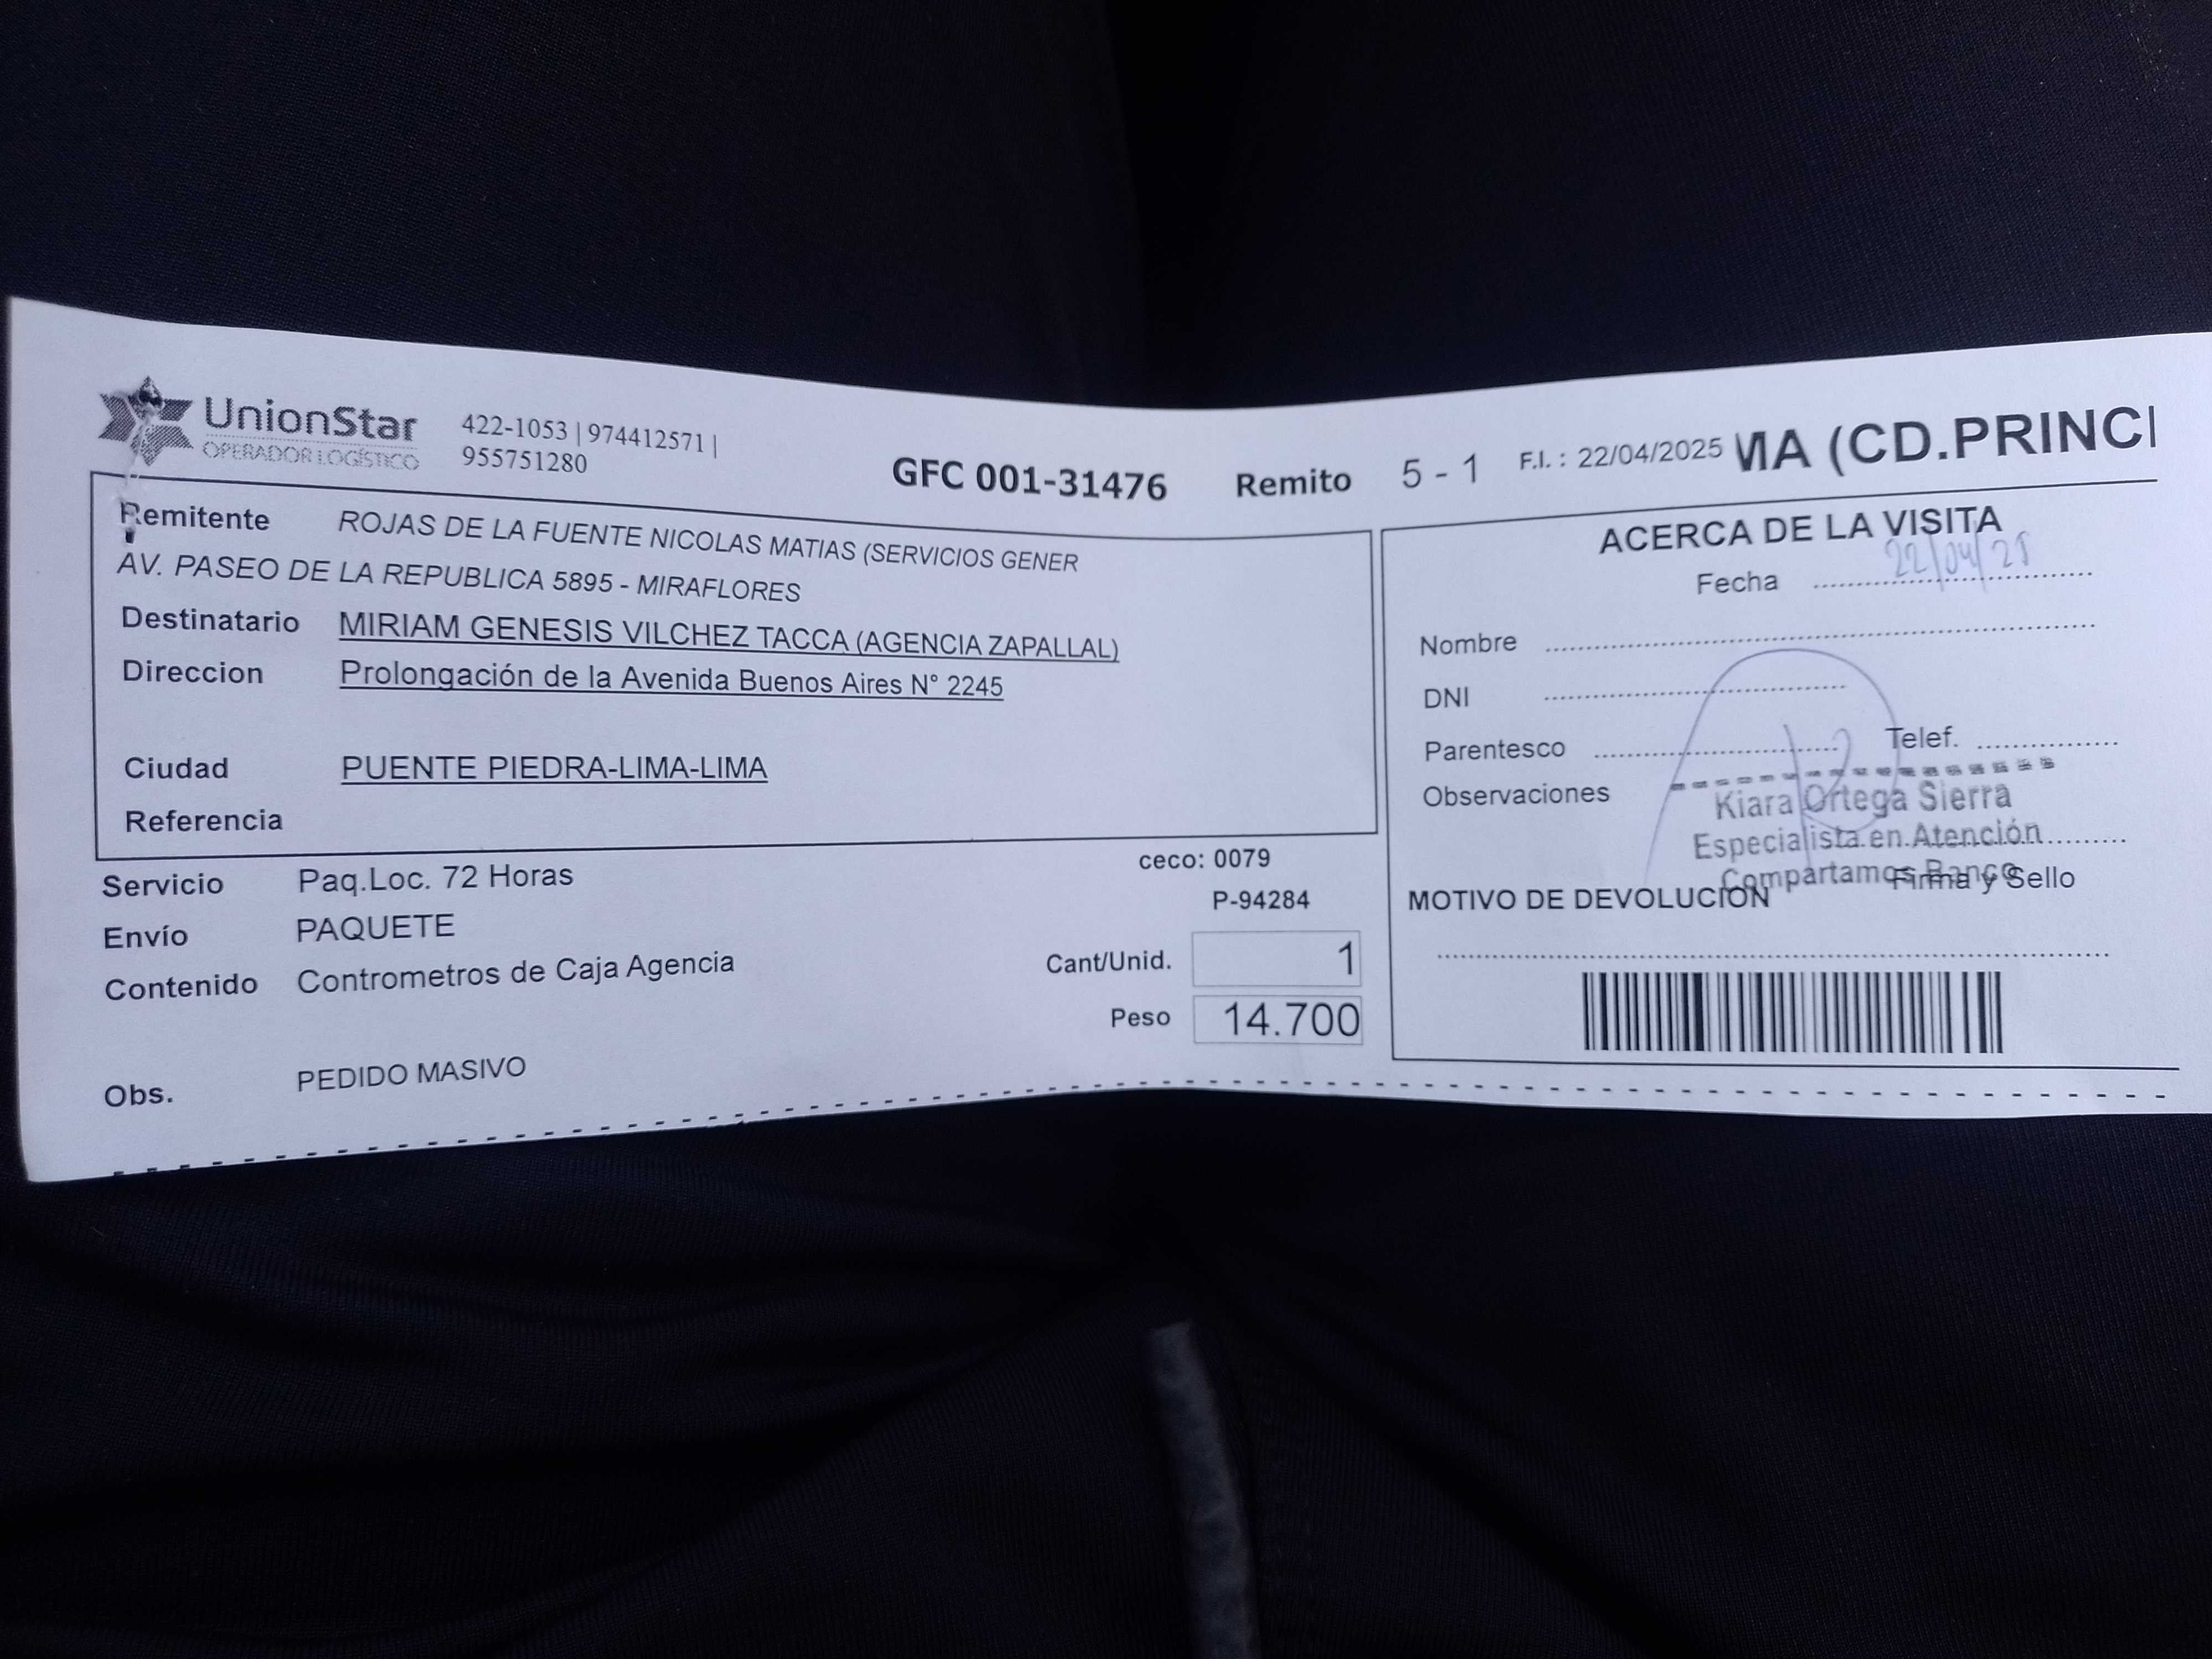 UnionStar
OPERADOR LOGÍSTICO
422-1053 | 974412571 |
955751280
GFC 001-31476 Remito 5 - 1 F.I. : 22/04/2025 MA (CD.PRINCI
Remitente ROJAS DE LA FUENTE NICOLAS MATIAS (SERVICIOS GENER
AV. PASEO DE LA REPUBLICA 5895 - MIRAFLORES
Destinatario MIRIAM GENESIS VILCHEZ TACCA (AGENCIA ZAPALLAL)
Direccion Prolongación de la Avenida Buenos Aires N° 2245
Ciudad PUENTE PIEDRA-LIMA-LIMA
Referencia
Servicio Paq.Loc. 72 Horas
ceco: 0079
Envío PAQUETE
P-94284
Contenido Contrometros de Caja Agencia
Cant/Unid. 1
Peso 14.700
Obs. PEDIDO MASIVO
ACERCA DE LA VISITA
Fecha 22/04/25
Nombre
DNI
Parentesco Telef.
Observaciones
Kiara Ortega Sierra
Especialista en Atención
Compartamos Banco
Firma y Sello
MOTIVO DE DEVOLUCION